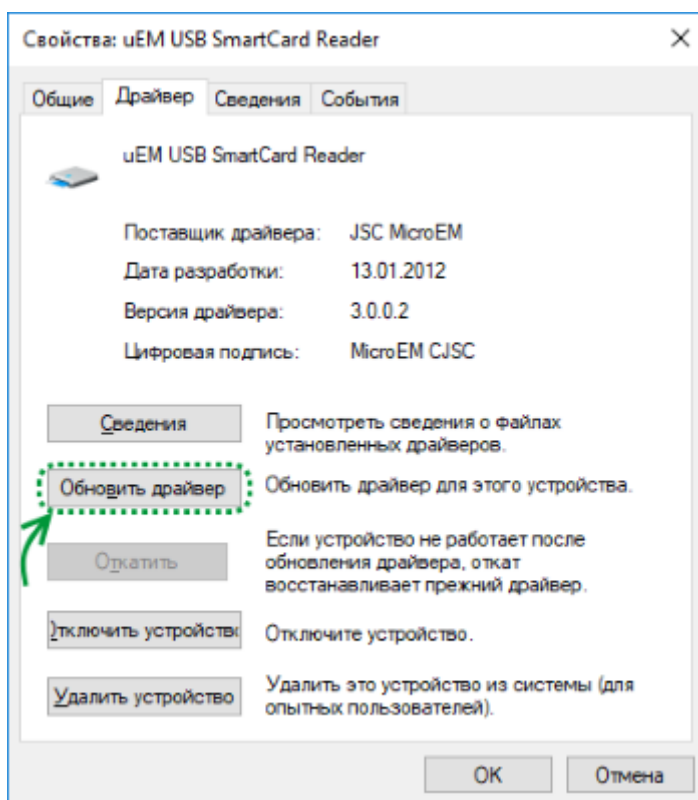 Свойства: uEM USB SmartCard Reader
Общие Драйвер Сведения События
uEM USB SmartCard Reader
Поставщик драйвера: JSC MicroEM
Дата разработки: 13.01.2012
Версия драйвера: 3.0.0.2
Цифровая подпись: MicroEM CJSC
Сведения
Просмотреть сведения о файлах
установленных драйверов.
Обновить драйвер
Обновить драйвер для этого устройства.
Откатить
Если устройство не работает после
обновления драйвера, откат
восстанавливает прежний драйвер.
Отключить устройство
Отключите устройство.
Удалить устройство
Удалить это устройство из системы (для
опытных пользователей).
OK Отмена